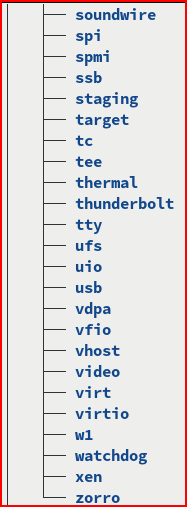 soundwire
spi
spmi
ssb
staging
target
tc
tee
thermal
thunderbolt
tty
ufs
uio
usb
vdpa
vfio
vhost
video
virt
virtio
w1
watchdog
xen
zorro